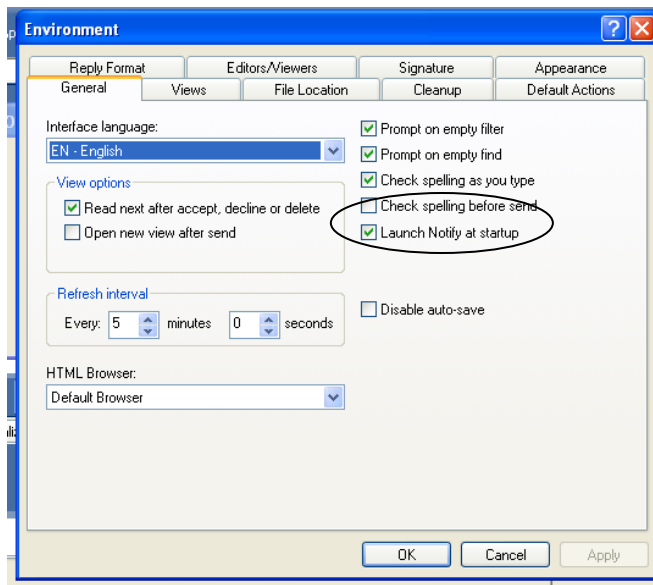 Environment
Reply Format Editors/Viewers Signature Appearance
General Views File Location Cleanup Default Actions
Interface language:
EN - English
View options
Read next after accept, decline or delete
Open new view after send
Refresh interval
Every: 5 minutes 0 seconds
HTML Browser:
Default Browser
Prompt on empty filter
Prompt on empty find
Check spelling as you type
Check spelling before send
Launch Notify at startup
Disable auto-save
OK Cancel Apply